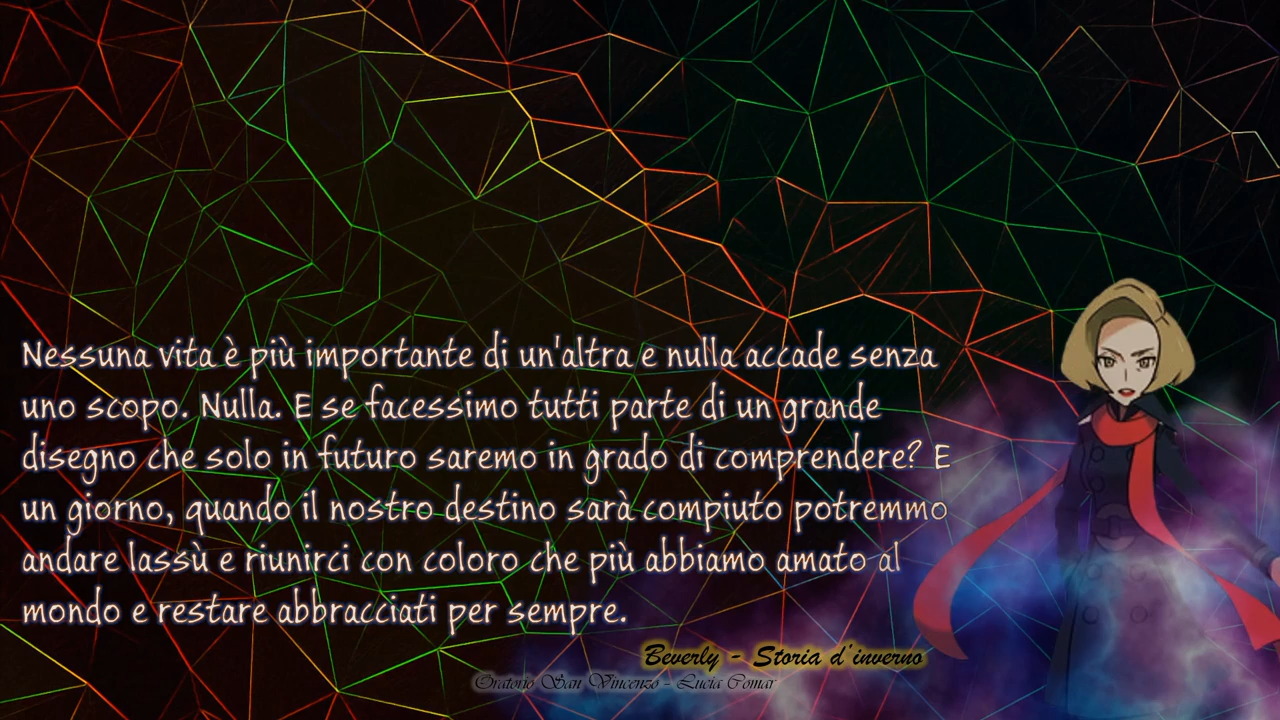 Nessuna vita è più importante di un'altra e nulla accade senza
uno scopo. Nulla. E se facessimo tutti parte di un grande
disegno che solo in futuro saremo in grado di comprendere? E
un giorno, quando il nostro destino sarà compiuto potremmo
andare lassù e riunirci con coloro che più abbiamo amato al
mondo e restare abbracciati per sempre.
Beverly - Storia d'inverno
Oratorio San Vincenzo - Lucia Comar